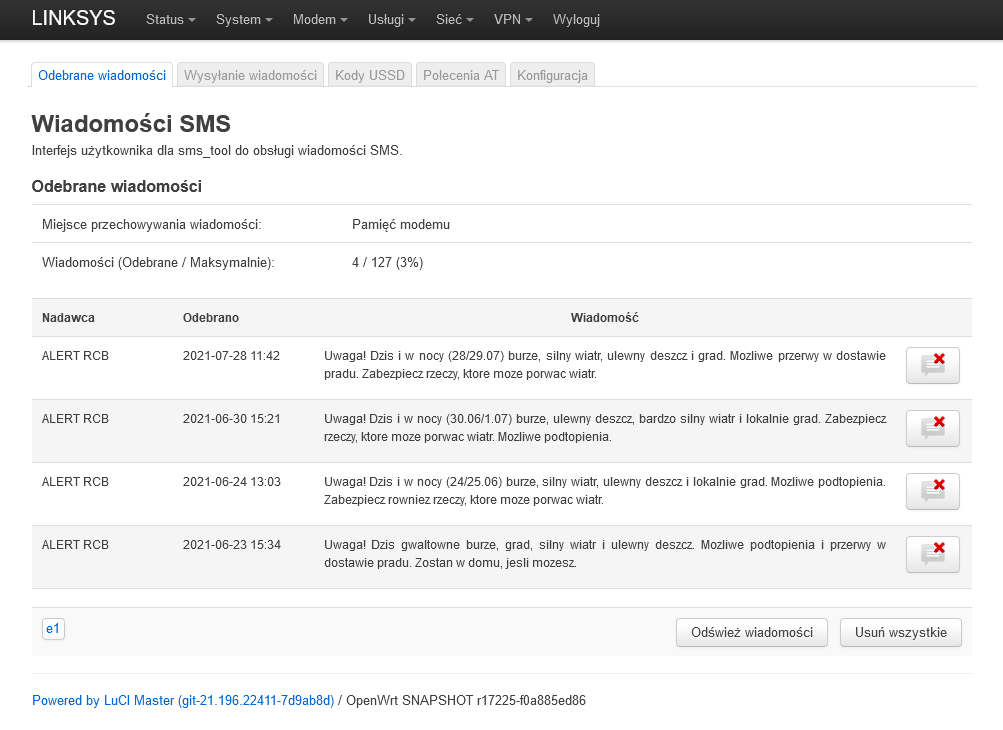 LINKSYS Status System Modem Usługi Sieć VPN Wyloguj
Odebrane wiadomości Wysyłanie wiadomości Kody USSD Polecenia AT Konfiguracja
Wiadomości SMS
Interfejs użytkownika dla sms_tool do obsługi wiadomości SMS.
Odebrane wiadomości
Miejsce przechowywania wiadomości: Pamięć modemu
Wiadomości (Odebrane / Maksymalnie): 4 / 127 (3%)
Nadawca Odebrano Wiadomość
ALERT RCB 2021-07-28 11:42 Uwaga! Dzis i w nocy (28/29.07) burze, silny wiatr, ulewny deszcz i grad. Mozliwe przerwy w dostawie
pradu. Zabezpiecz rzeczy, ktore moze porwac wiatr.
ALERT RCB 2021-06-30 15:21 Uwaga! Dzis i w nocy (30.06/1.07) burze, ulewny deszcz, bardzo silny wiatr i lokalnie grad. Zabezpiecz
rzeczy, ktore moze porwac wiatr. Mozliwe podtopienia.
ALERT RCB 2021-06-24 13:03 Uwaga! Dzis i w nocy (24/25.06) burze, silny wiatr, ulewny deszcz i lokalnie grad. Mozliwe podtopienia.
Zabezpiecz rowniez rzeczy, ktore moze porwac wiatr.
ALERT RCB 2021-06-23 15:34 Uwaga! Dzis gwaltowne burze, grad, silny wiatr i ulewny deszcz. Mozliwe podtopienia i przerwy w
dostawie pradu. Zostan w domu, jesli mozesz.
e1 Odśwież wiadomości Usuń wszystkie
Powered by LuCI Master (git-21.196.22411-7d9ab8d) / OpenWrt SNAPSHOT r17225-f0a885ed86